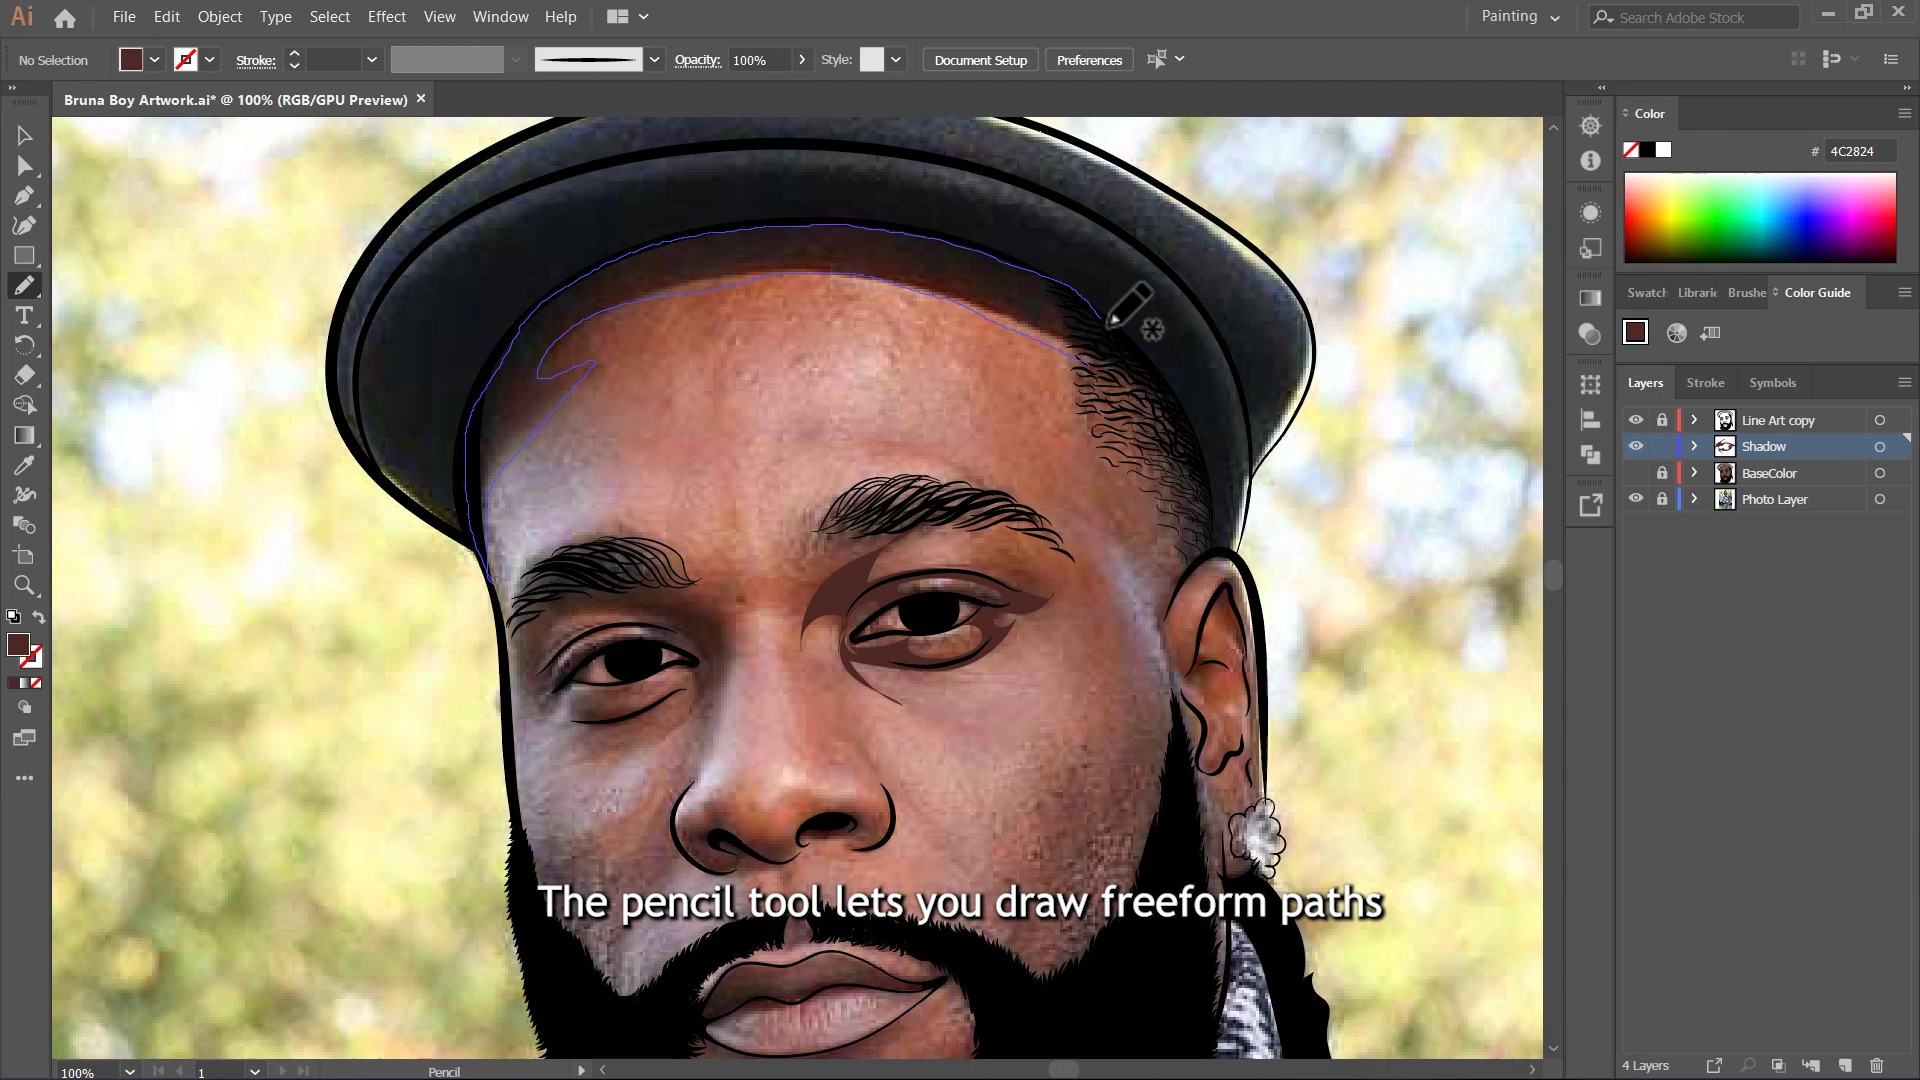 Ai File Edit Object Type Select Effect View Window Help Painting Search Adobe Stock
No Selection Stroke: Opacity: 100% Style: Document Setup Preferences
Bruna Boy Artwork.ai* @ 100% (RGB/GPU Preview)
Color
# 4C2824
Swatch Librarie Brushe Color Guide
Layers Stroke Symbols
Line Art copy
Shadow
BaseColor
Photo Layer
The pencil tool lets you draw freeform paths
4 Layers
100% 1 Pencil